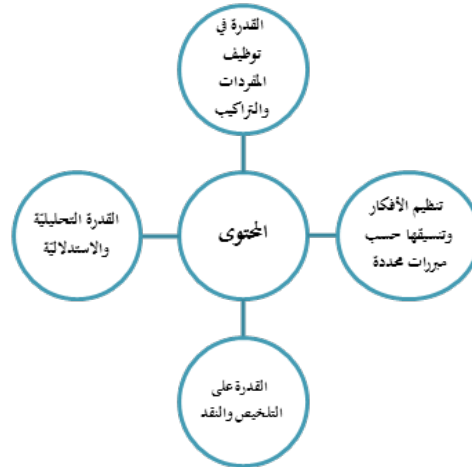 القدرة في
توظيف
المفردات
والتراكيب
تنظيم الأفكار
وتنسيقها حسب
مبررات محددة
المحتوى
القدرة التحليليّة
والاستدلاليّة
القدرة على
التلخيص والنقد